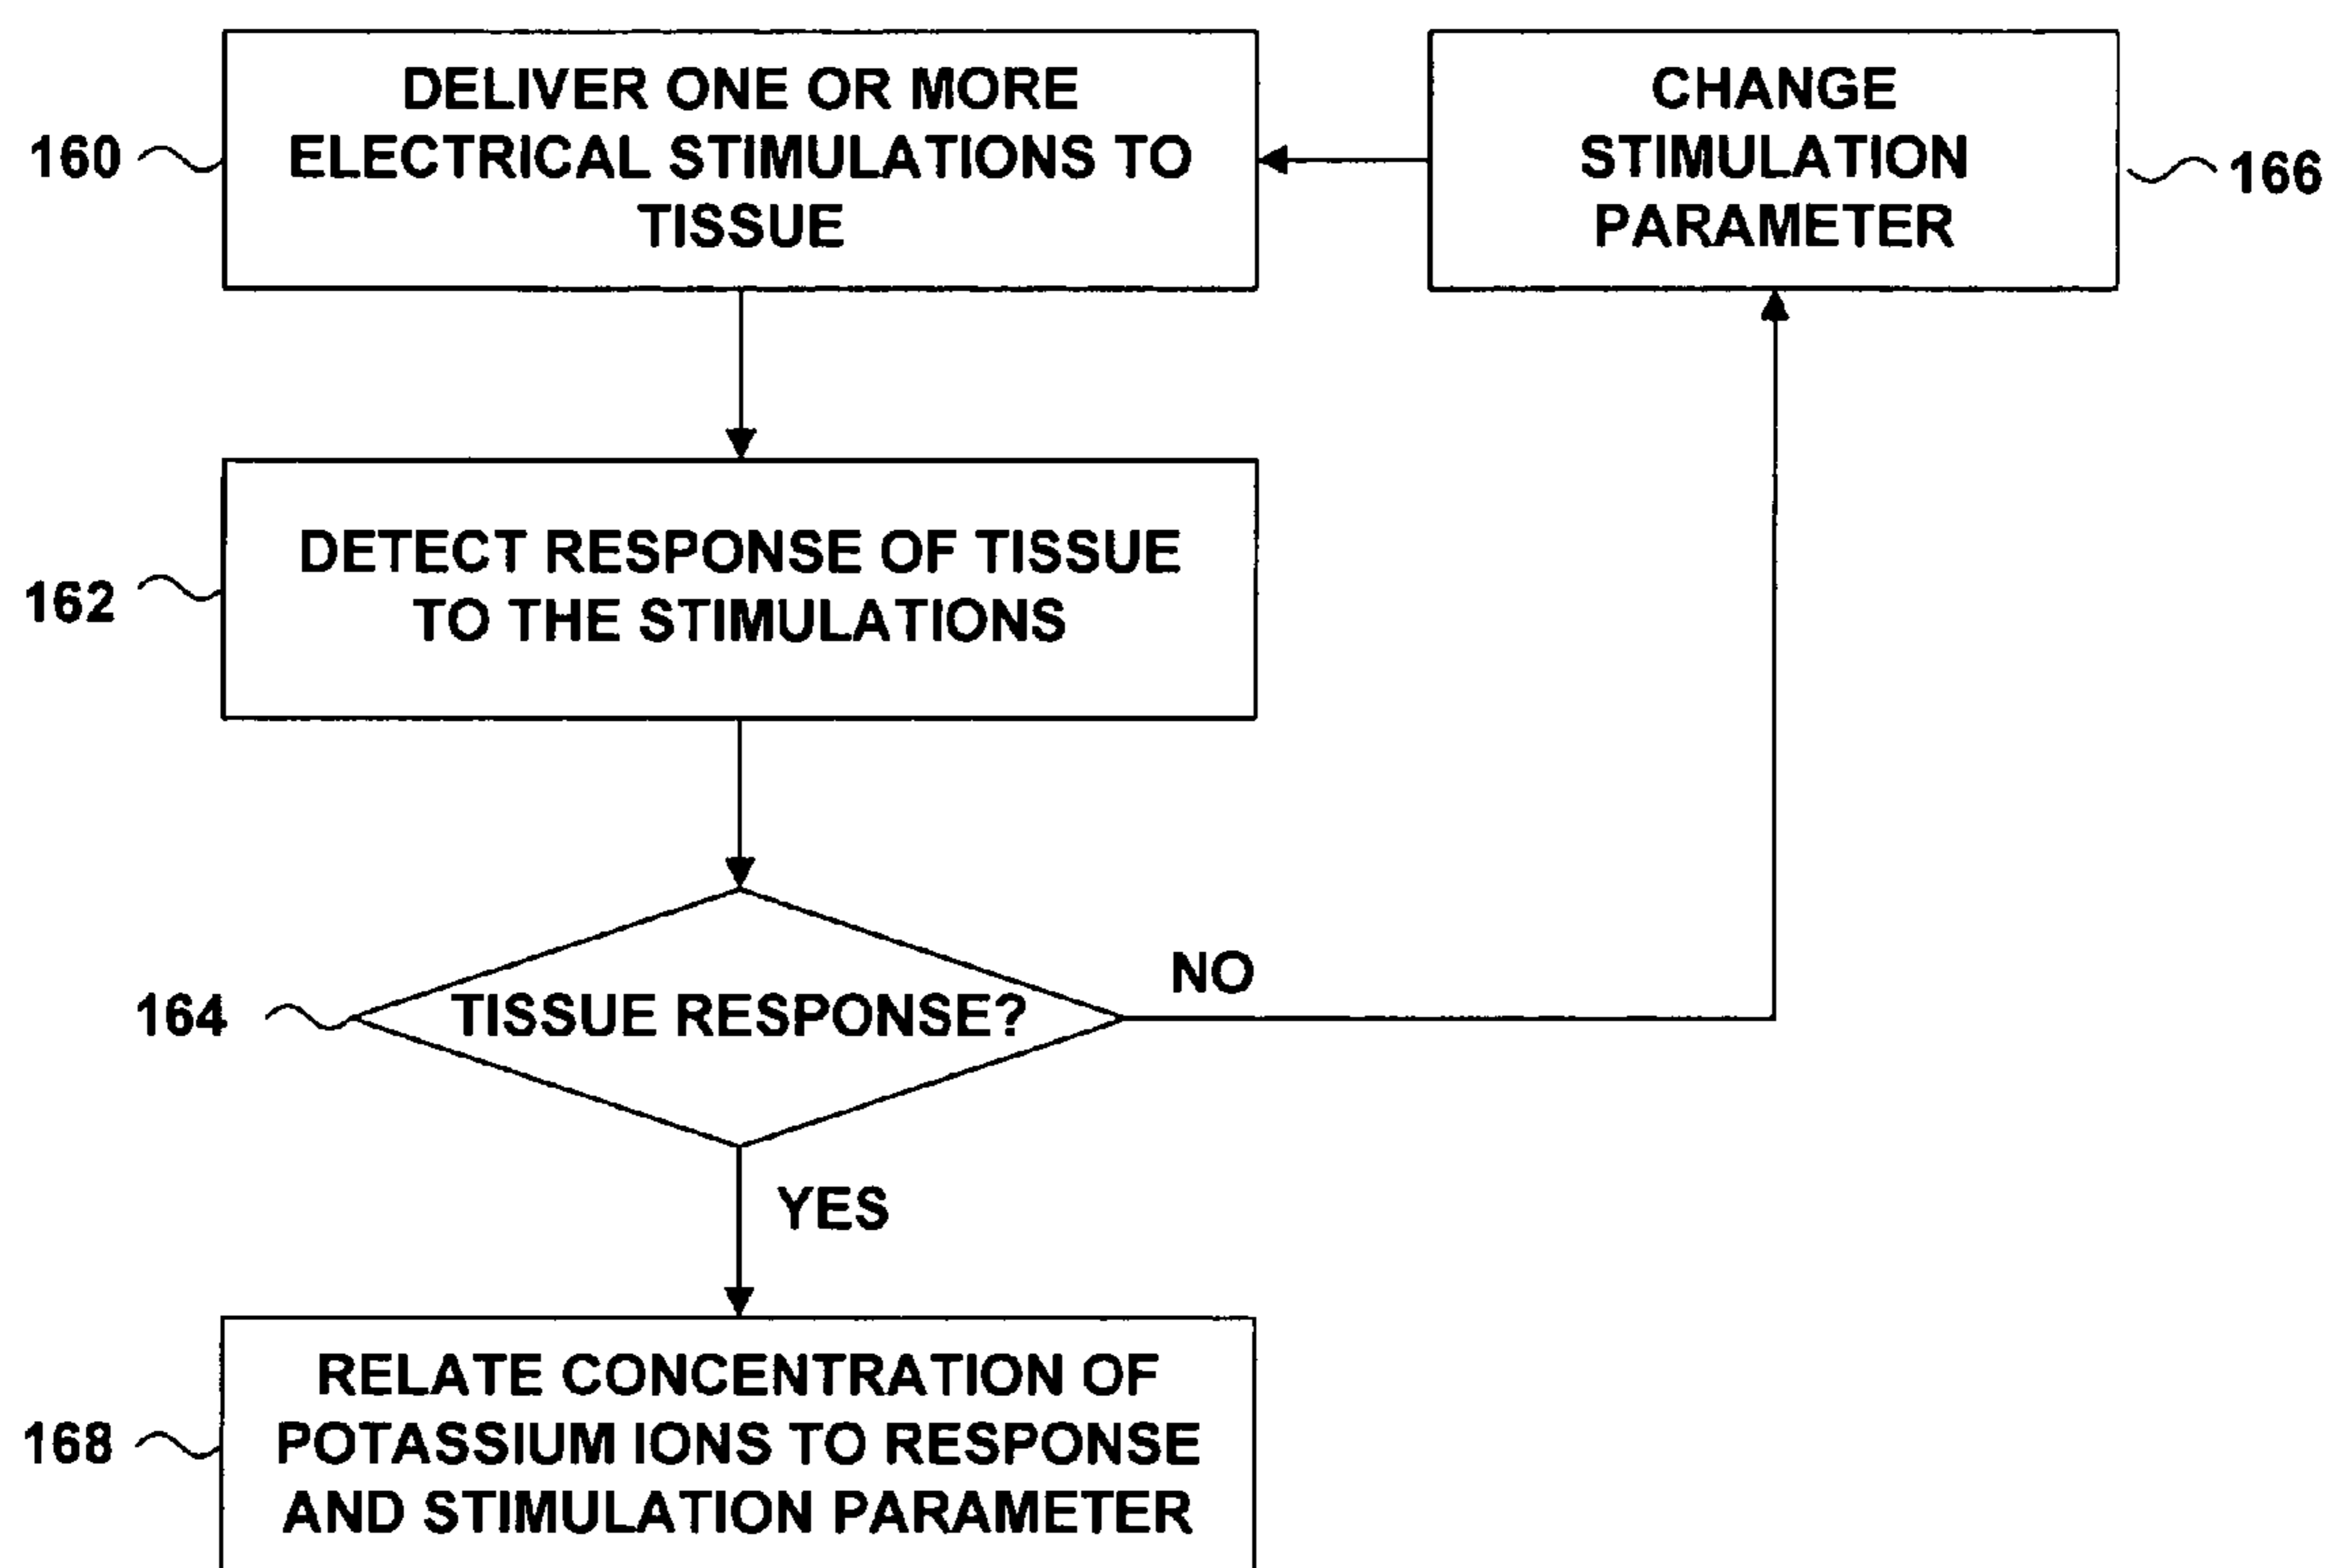 160
DELIVER ONE OR MORE
ELECTRICAL STIMULATIONS TO
TISSUE
CHANGE
STIMULATION
PARAMETER
166
162
DETECT RESPONSE OF TISSUE
TO THE STIMULATIONS
164
TISSUE RESPONSE?
NO
YES
168
RELATE CONCENTRATION OF
POTASSIUM IONS TO RESPONSE
AND STIMULATION PARAMETER